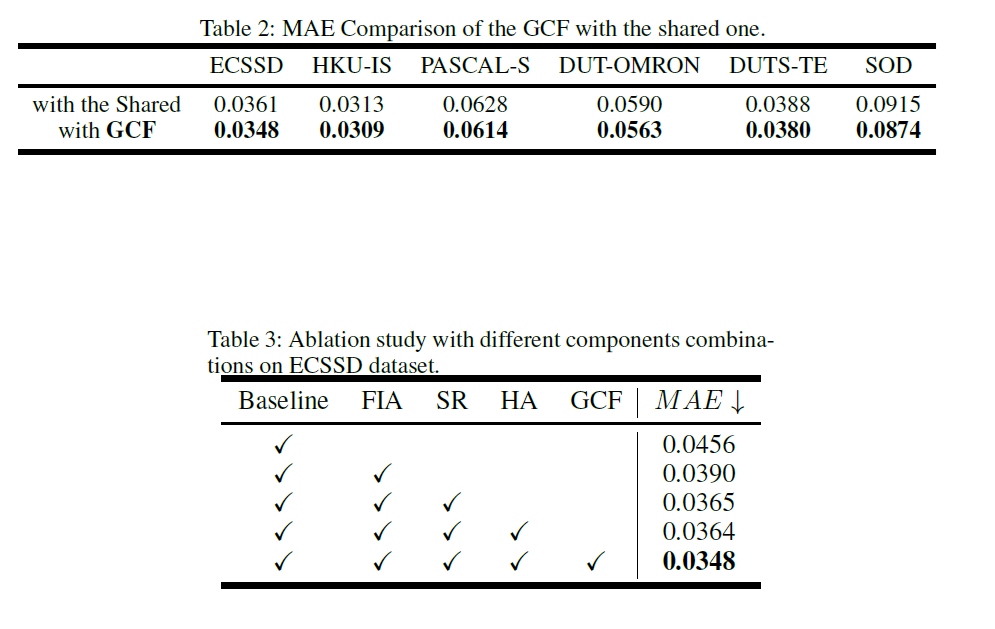 Table 2: MAE Comparison of the GCF with the shared one.
ECSSD HKU-IS PASCAL-S DUT-OMRON DUTS-TE SOD
with the Shared 0.0361 0.0313 0.0628 0.0590 0.0388 0.0915
with GCF 0.0348 0.0309 0.0614 0.0563 0.0380 0.0874
Table 3: Ablation study with different components combina-
tions on ECSSD dataset.
Baseline FIA SR HA GCF MAE ↓
✓ 0.0456
✓ ✓ 0.0390
✓ ✓ ✓ 0.0365
✓ ✓ ✓ ✓ 0.0364
✓ ✓ ✓ ✓ ✓ 0.0348